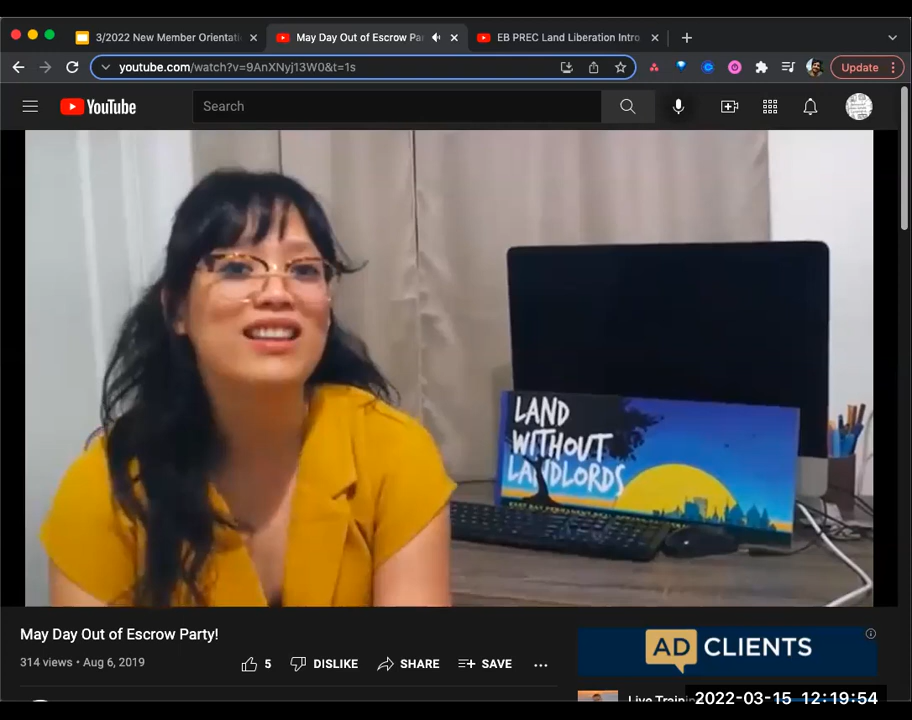 3/2022 New Member Orientati
May Day Out of Escrow Par
EB PREC Land Liberation Intro
youtube.com/watch?v=9AnXNyj13W0&t=1s
Update
YouTube
Search
LAND
WITHOUT
LANDLORDS
May Day Out of Escrow Party!
314 views • Aug 6, 2019
5
DISLIKE
SHARE
SAVE
AD CLIENTS
Live Trainin
2022-03-15 12:19:54